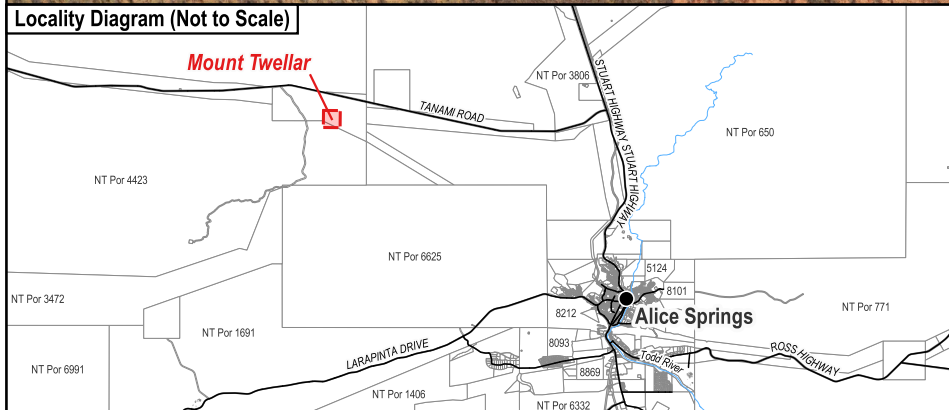 Locality Diagram (Not to Scale)
Mount Twellar
NT Por 3806
TANAMI ROAD
STUART HIGHWAY STUART HIGHWAY
NT Por 650
NT Por 4423
NT Por 6625
5124
8101
NT Por 3472
NT Por 771
8212
Alice Springs
NT Por 1691
8093
LARAPINTA DRIVE
ROSS HIGHWAY
Todd River
NT Por 6991
8869
NT Por 1406
NT Por 6332